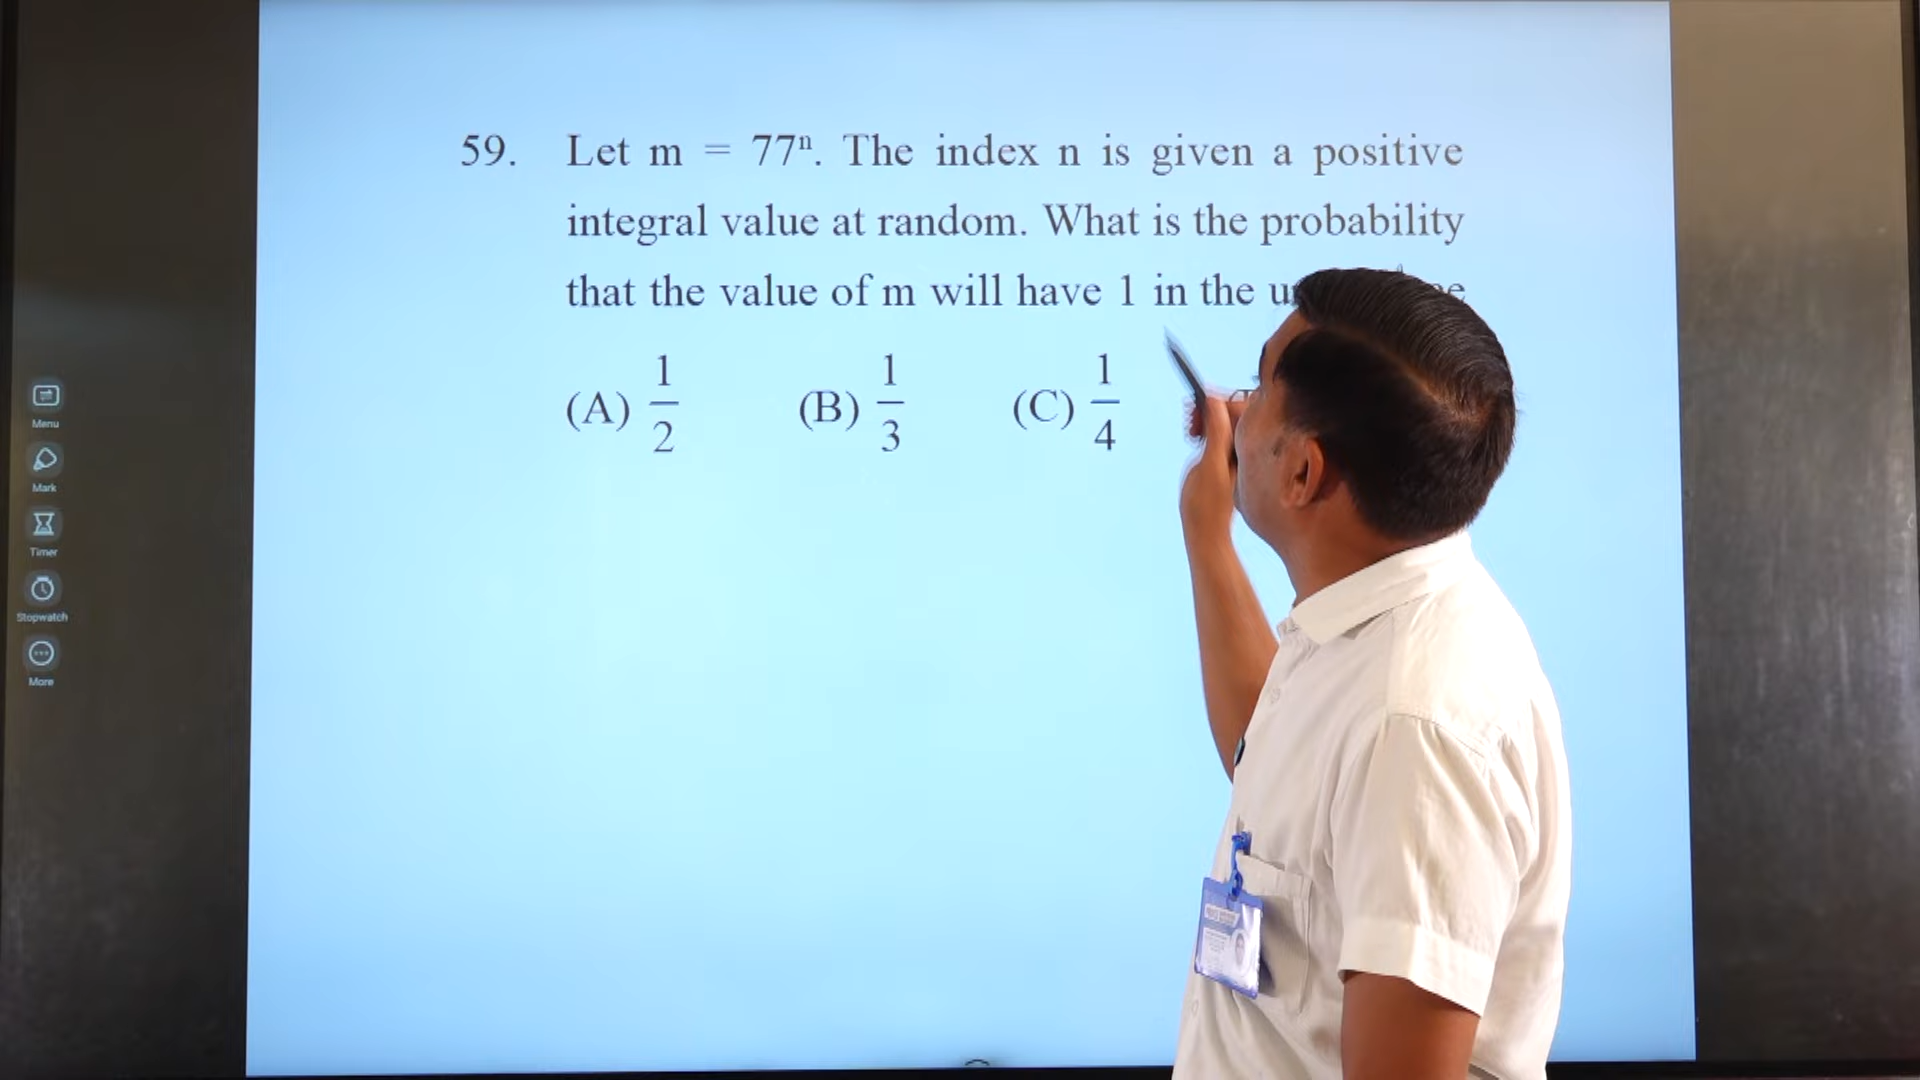 59. Let m = 77ⁿ. The index n is given a positive
integral value at random. What is the probability
that the value of m will have 1 in the
(A) 1/2 (B) 1/3 (C) 1/4
Menu
Mark
Timer
Stopwatch
More